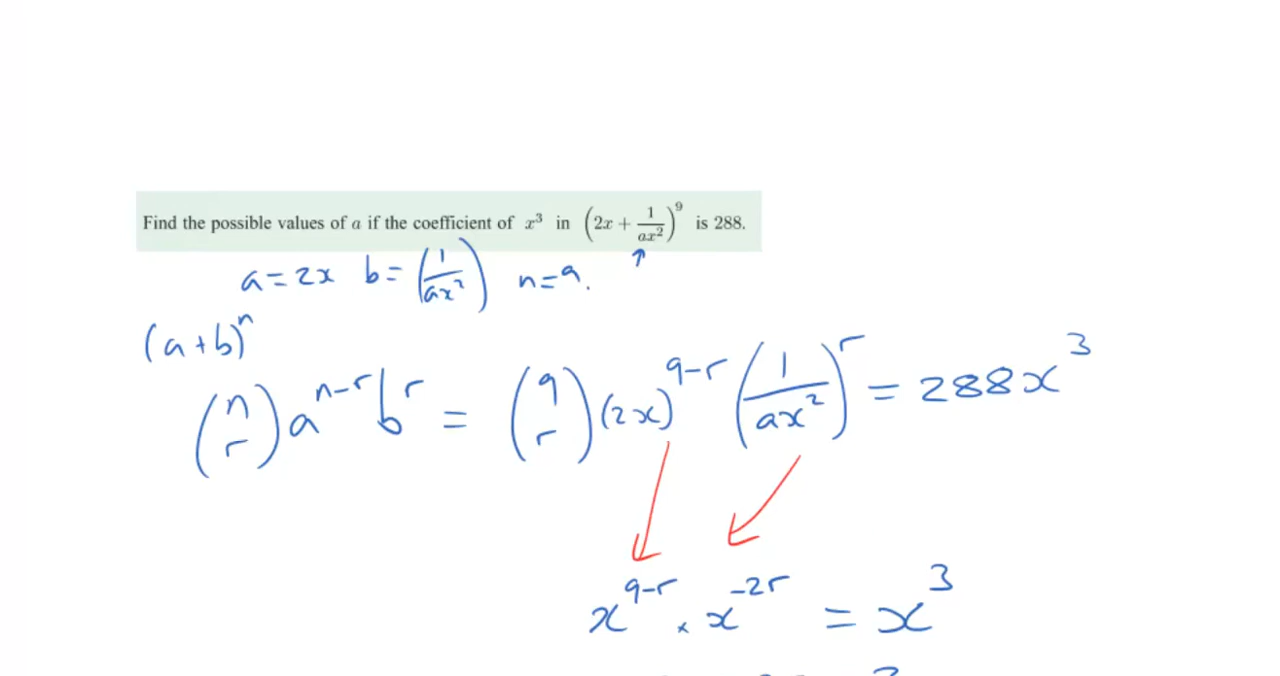 Find the possible values of a if the coefficient of x³ in (2x + 1/(ax²))⁹ is 288.
a = 2x b = (1/(ax²)) n = 9.
(a+b)ⁿ
(n r) aⁿ⁻ʳ bʳ = (9 r) (2x)⁹⁻ʳ (1/(ax²))ʳ = 288x³
x⁹⁻ʳ × x⁻²ʳ = x³